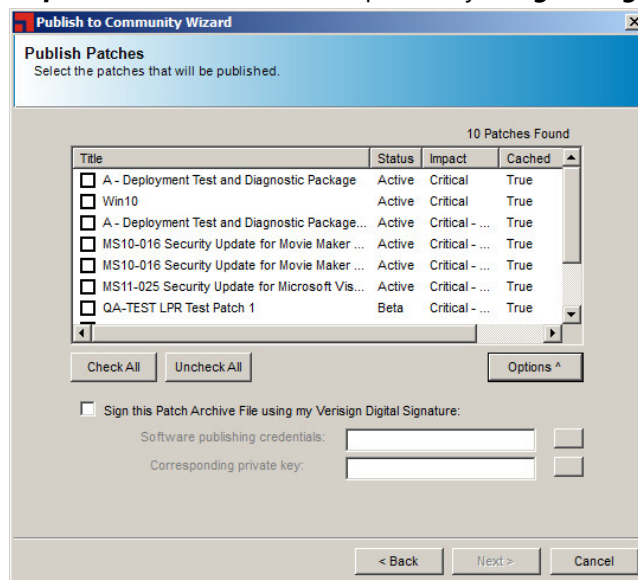 Publish to Community Wizard
Publish Patches
Select the patches that will be published.
10 Patches Found
Title Status Impact Cached
A - Deployment Test and Diagnostic Package Active Critical True
Win10 Active Critical True
A - Deployment Test and Diagnostic Package... Active Critical - ... True
MS10-016 Security Update for Movie Maker ... Active Critical - ... True
MS10-016 Security Update for Movie Maker ... Active Critical - ... True
MS11-025 Security Update for Microsoft Vis... Active Critical - ... True
QA-TEST LPR Test Patch 1 Beta Critical - ... True
Check All Uncheck All Options ^
Sign this Patch Archive File using my Verisign Digital Signature:
Software publishing credentials:
Corresponding private key:
< Back Next > Cancel